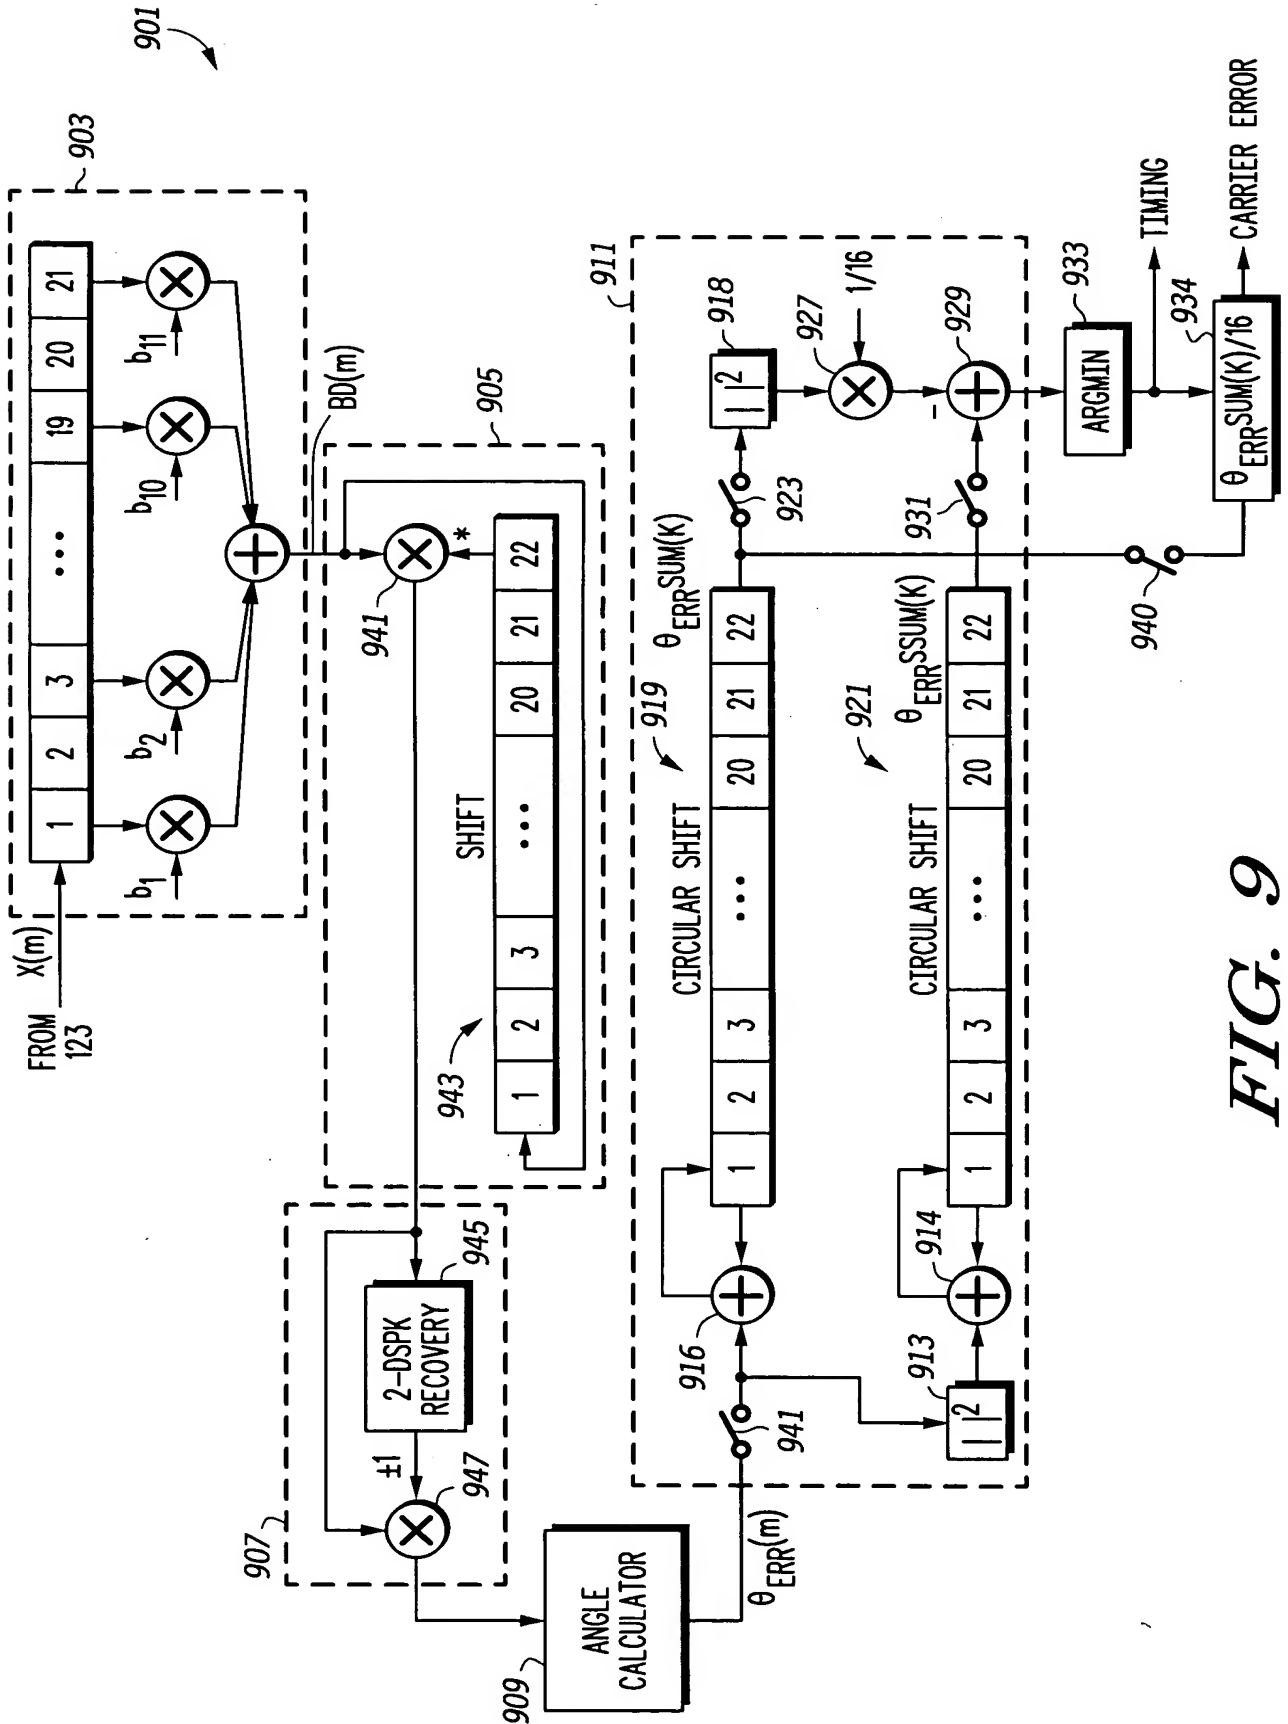 901
903
1
2
3
...
19
20
21
FROM
123
X(m)
b1
b2
b10
b11
BD(m)
905
941
*
943
SHIFT
1
2
3
...
20
21
22
907
945
2-DSPK
RECOVERY
±1
947
909
ANGLE
CALCULATOR
θERR(m)
911
941
916
919
CIRCULAR SHIFT
θERRSUM(K)
1
2
3
...
20
21
22
923
918
| |2
927
1/16
-
929
913
| |2
914
921
CIRCULAR SHIFT
θERRSSUM(K)
1
2
3
...
20
21
22
931
933
ARGMIN
TIMING
940
934
θERRSUM(K)/16
CARRIER ERROR
FIG. 9